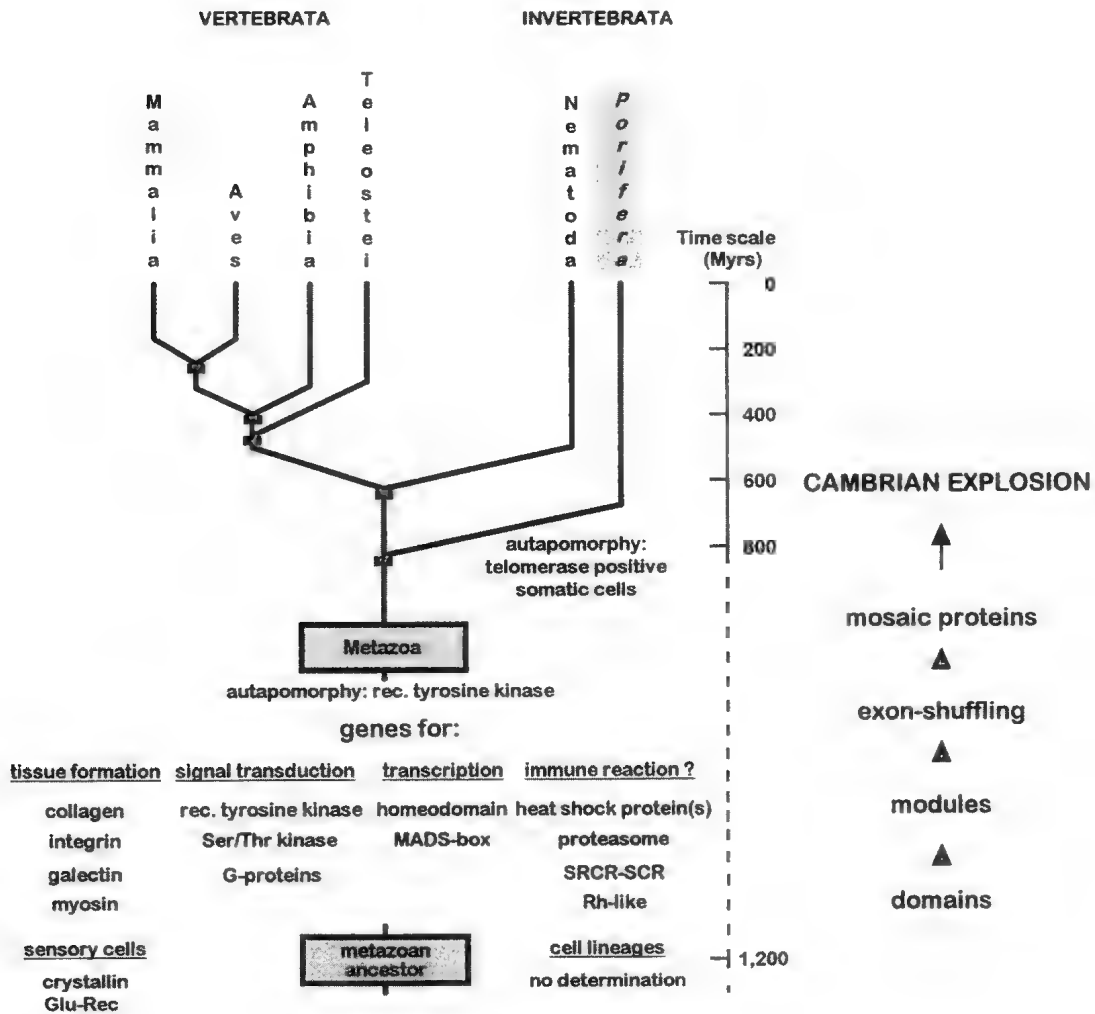 VERTEBRATA
INVERTEBRATA
Mammalia
Aves
Amphibia
Teleostei
Nematoda
Porifera
Time scale
(Myrs)
0
200
400
600
800
1,200
CAMBRIAN EXPLOSION
mosaic proteins
exon-shuffling
modules
domains
autapomorphy:
telomerase positive
somatic cells
Metazoa
autapomorphy: rec. tyrosine kinase
genes for:
tissue formation
collagen
integrin
galectin
myosin
signal transduction
rec. tyrosine kinase
Ser/Thr kinase
G-proteins
transcription
homeodomain
MADS-box
immune reaction ?
heat shock protein(s)
proteasome
SRCR-SCR
Rh-like
sensory cells
crystallin
Glu-Rec
metazoan
ancestor
cell lineages
no determination